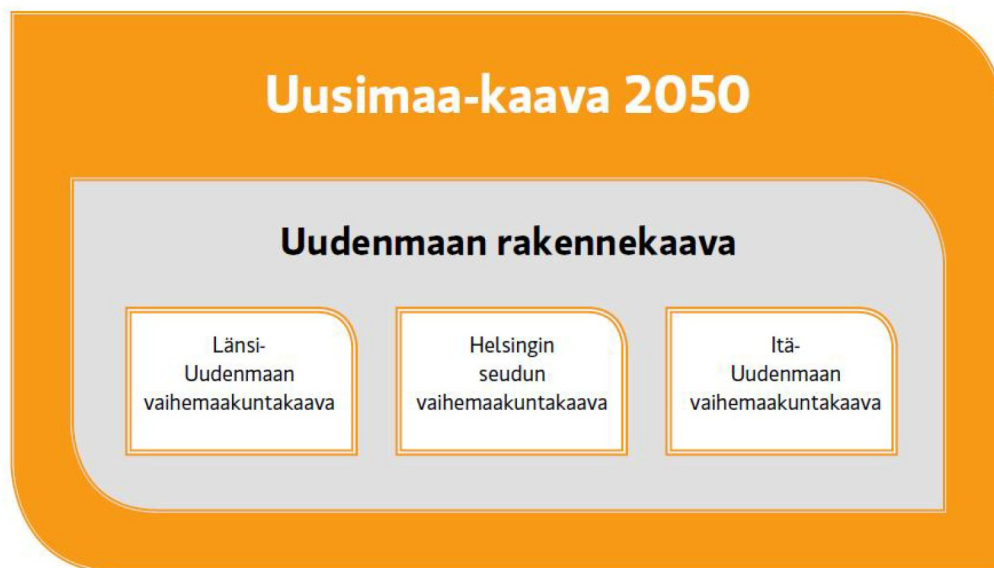 Uusimaa-kaava 2050
Uudenmaan rakennekaava
Länsi-
Uudenmaan
vaihemaakuntakaava
Helsingin
seudun
vaihemaakuntakaava
Itä-
Uudenmaan
vaihemaakuntakaava